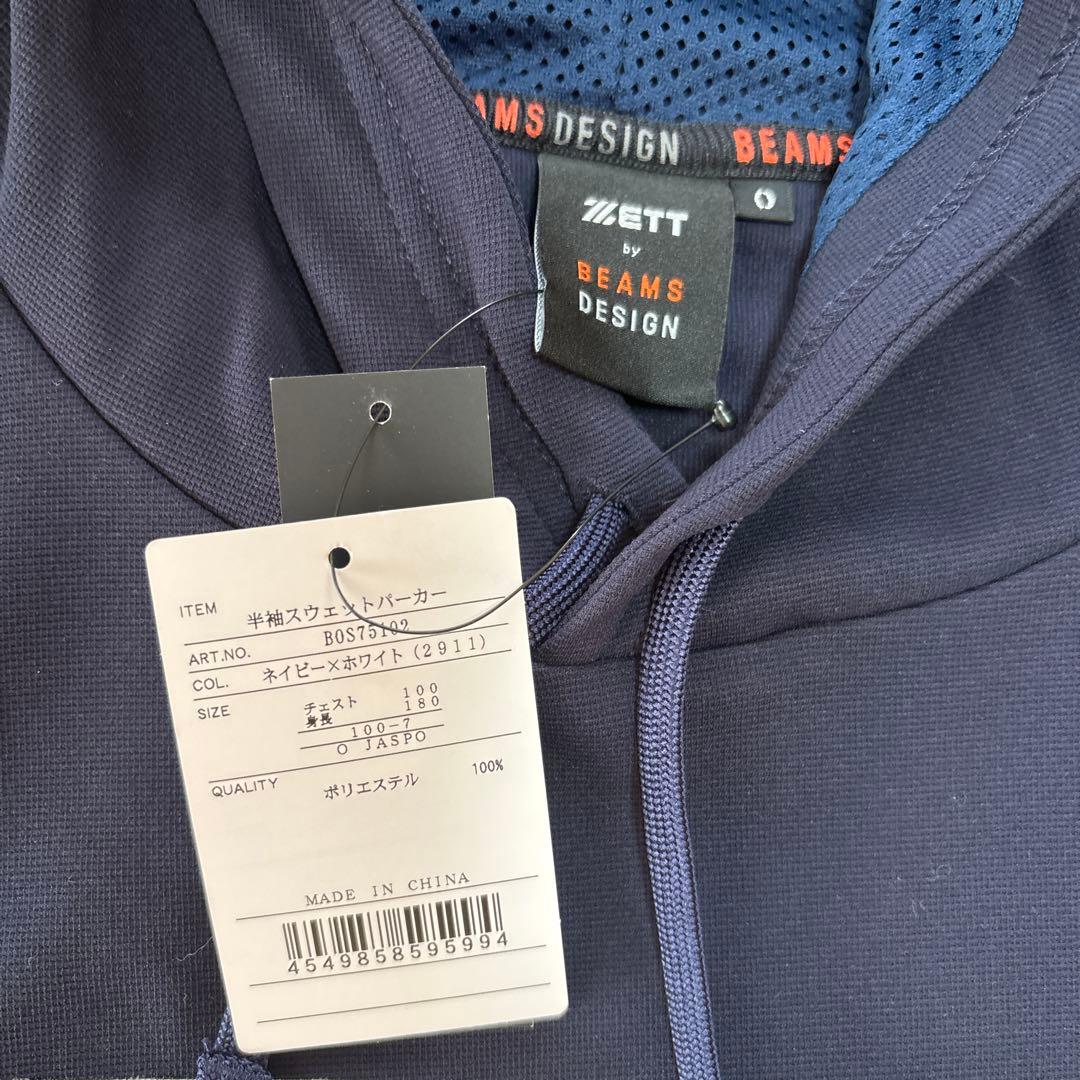 AMS DESIGN BEAMS
ZETT
by
BEAMS
DESIGN
O
ITEM 半袖スウェットパーカー
ART.NO. BOS75102
COL. ネイビー×ホワイト(2911)
SIZE チェスト 100
身長 180
100-7
O JASPO
QUALITY ポリエステル 100%
MADE IN CHINA
4549858595994